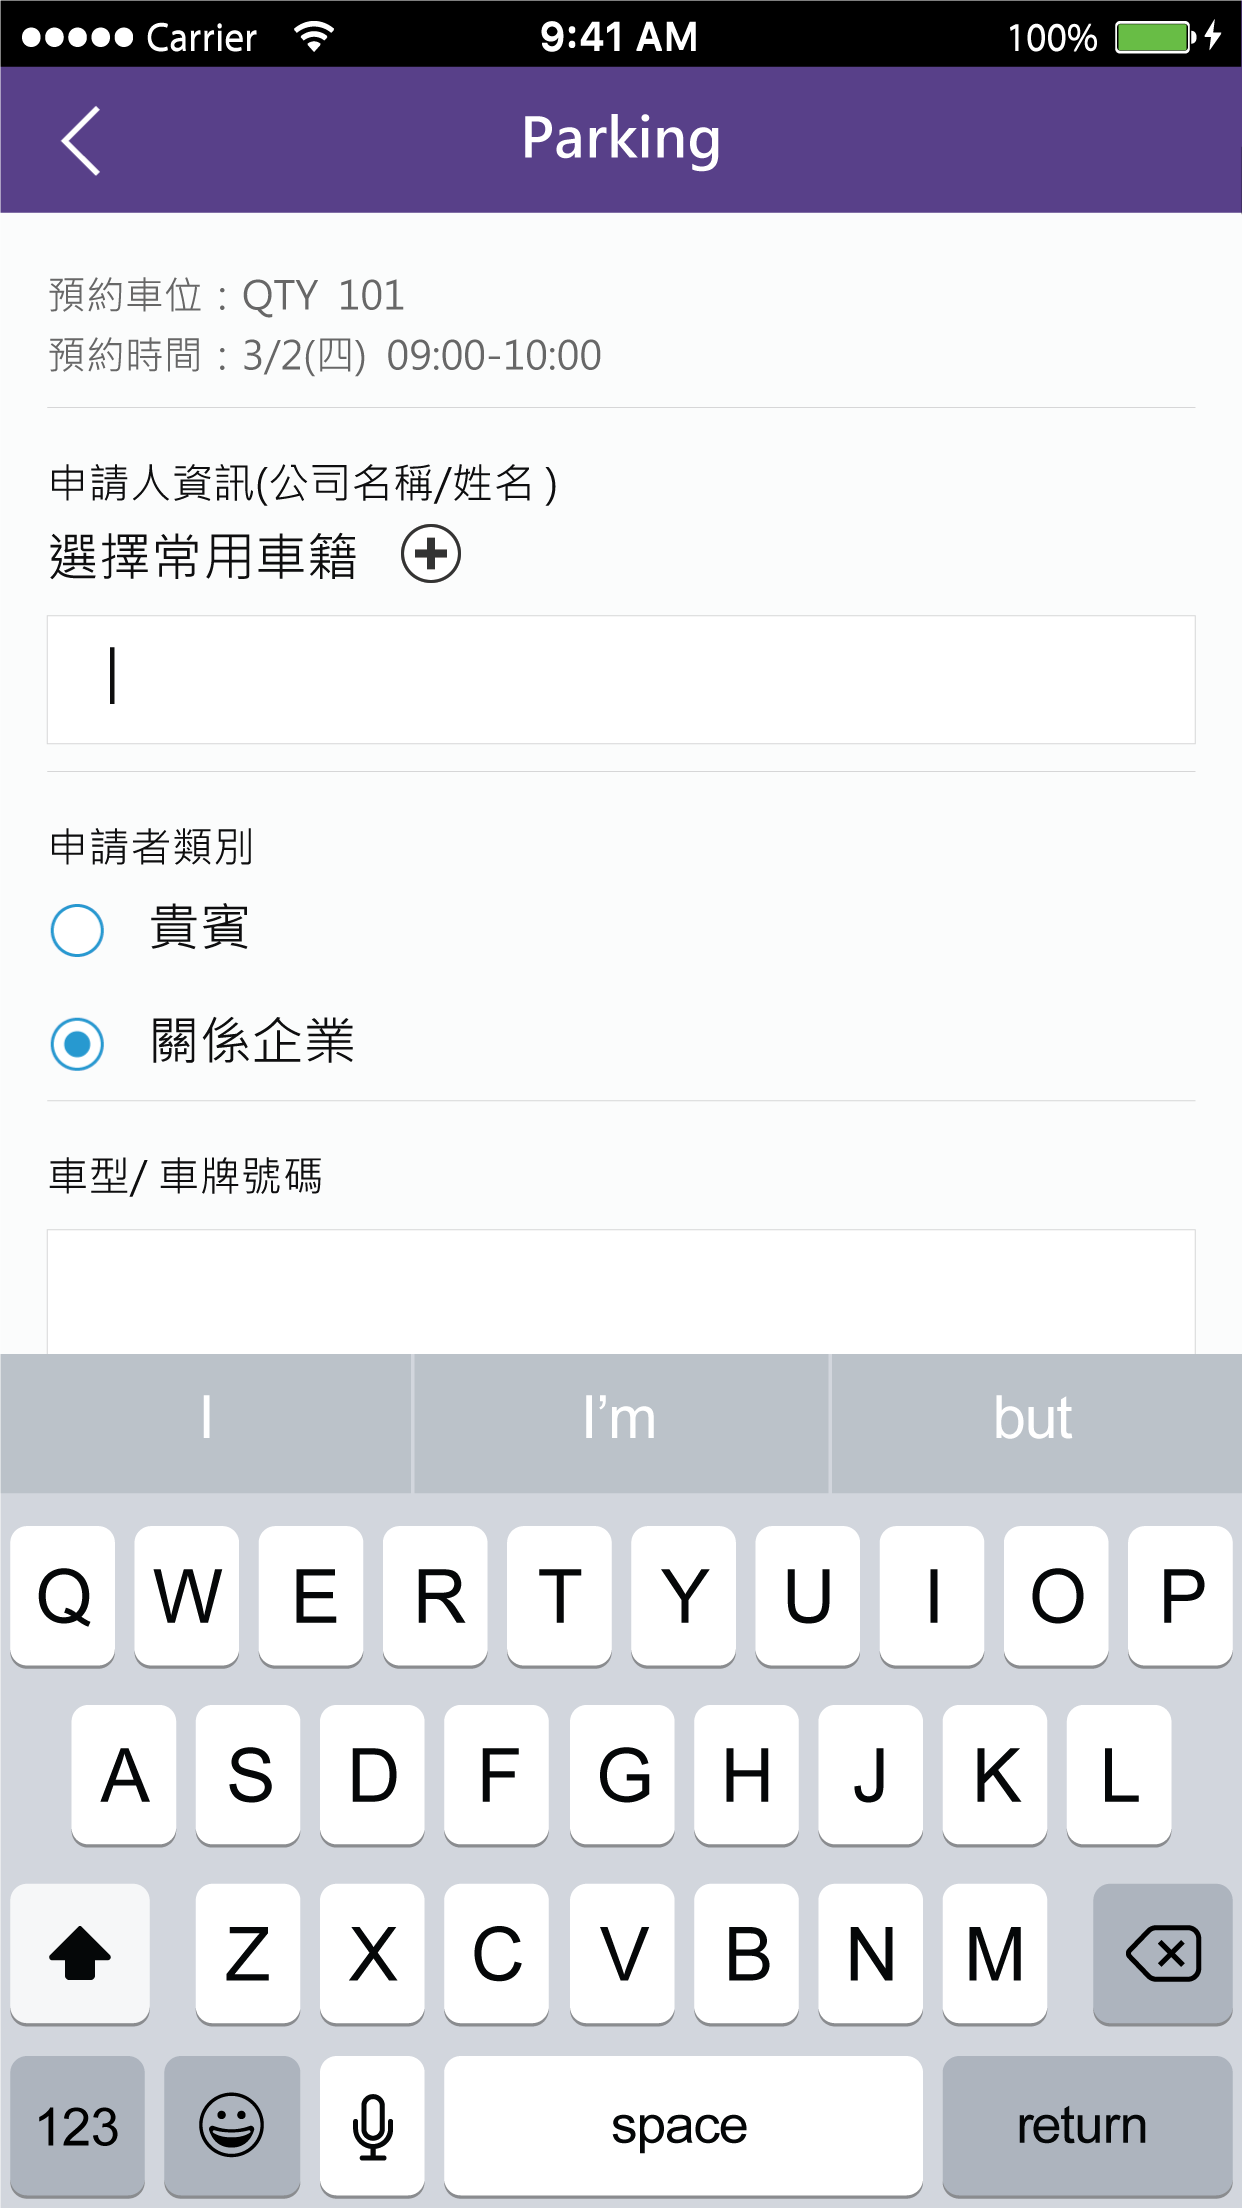 Carrier 9:41 AM 100%
Parking
預約車位：QTY 101
預約時間：3/2(四) 09:00-10:00
申請人資訊(公司名稱/姓名 )
選擇常用車籍
申請者類別
貴賓
關係企業
車型/ 車牌號碼
I I’m but
Q W E R T Y U I O P
A S D F G H J K L
Z X C V B N M
123 space return